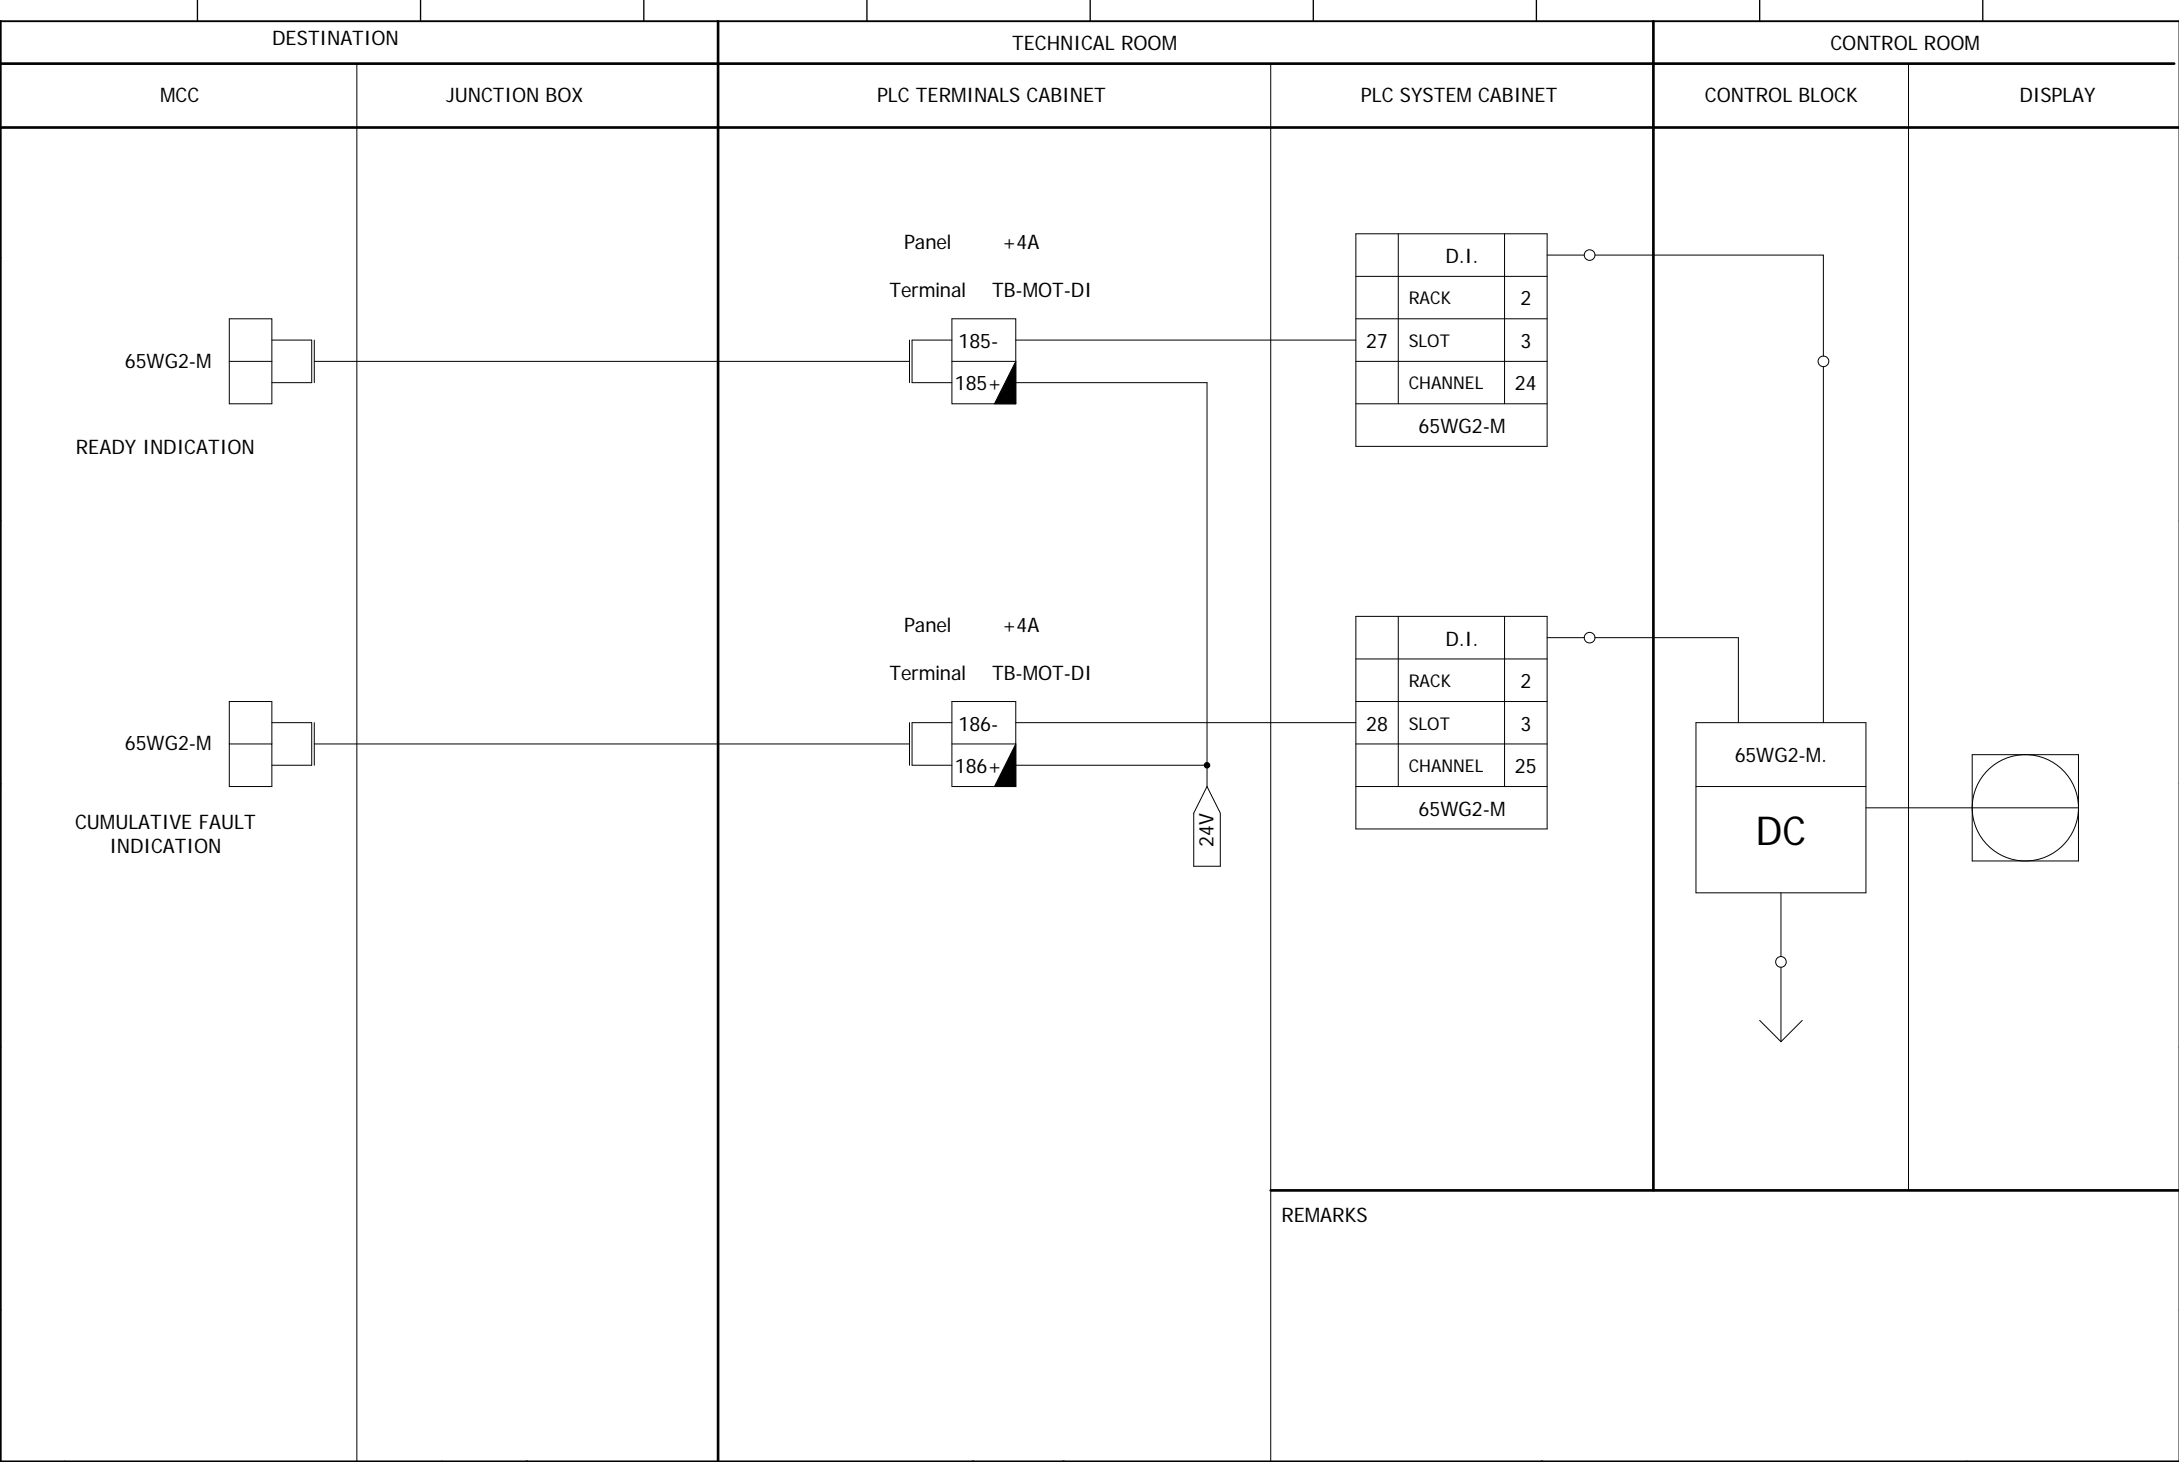 DESTINATION
TECHNICAL ROOM
CONTROL ROOM
MCC
JUNCTION BOX
PLC TERMINALS CABINET
PLC SYSTEM CABINET
CONTROL BLOCK
DISPLAY
Panel +4A
Terminal TB-MOT-DI
65WG2-M
READY INDICATION
185-
185+
D.I.
RACK 2
27 SLOT 3
CHANNEL 24
65WG2-M
Panel +4A
Terminal TB-MOT-DI
65WG2-M
CUMULATIVE FAULT
INDICATION
186-
186+
24V
D.I.
RACK 2
28 SLOT 3
CHANNEL 25
65WG2-M
65WG2-M.
DC
REMARKS